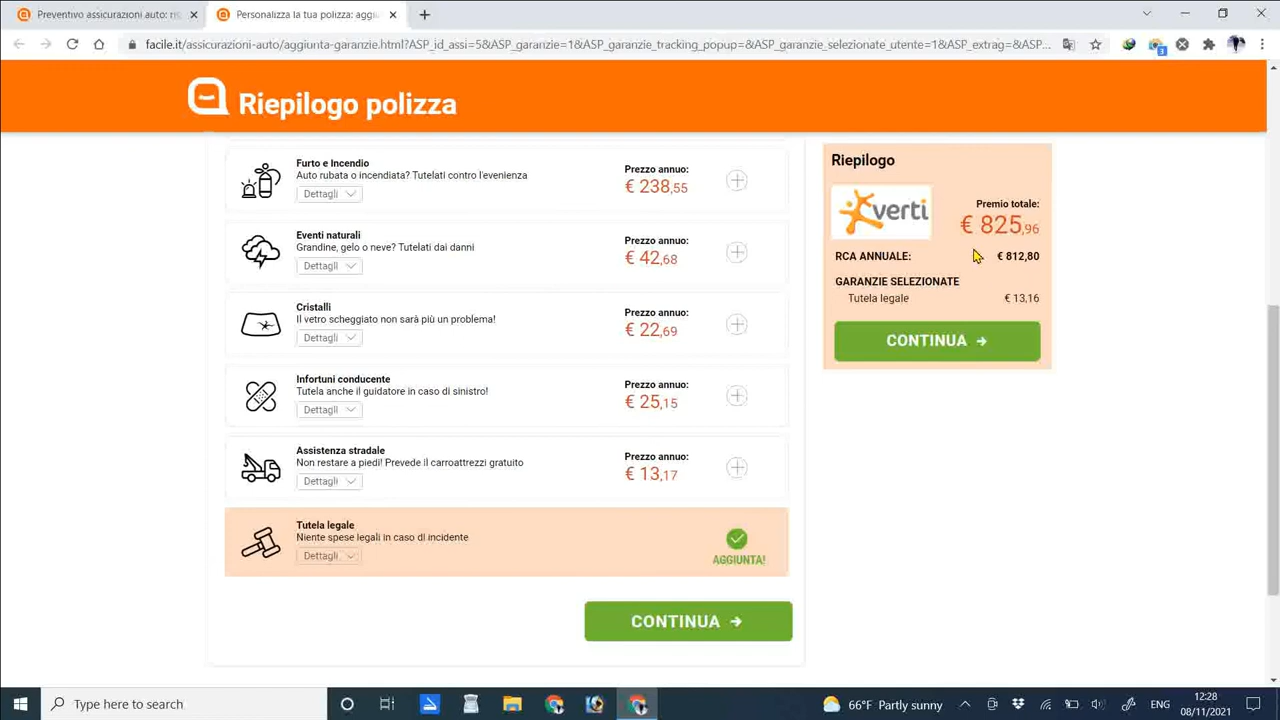 Preventivo assicurazioni auto: ris
Personalizza la tua polizza: aggiu
facile.it/assicurazioni-auto/aggiunta-garanzie.html?ASP_id_assi=5&ASP_garanzie=1&ASP_garanzie_tracking_popup=&ASP_garanzie_selezionate_utente=1&ASP_extrag=&ASP_c...
3
Riepilogo polizza
Furto e Incendio
Auto rubata o incendiata? Tutelati contro l'evenienza
Dettagli
Prezzo annuo:
€ 238,55
Eventi naturali
Grandine, gelo o neve? Tutelati dai danni
Dettagli
Prezzo annuo:
€ 42,68
Cristalli
Il vetro scheggiato non sarà più un problema!
Dettagli
Prezzo annuo:
€ 22,69
Infortuni conducente
Tutela anche il guidatore in caso di sinistro!
Dettagli
Prezzo annuo:
€ 25,15
Assistenza stradale
Non restare a piedi! Prevede il carroattrezzi gratuito
Dettagli
Prezzo annuo:
€ 13,17
Tutela legale
Niente spese legali in caso di incidente
Dettagli
AGGIUNTA!
CONTINUA
Riepilogo
verti
Premio totale:
€ 825,96
RCA ANNUALE: € 812,80
GARANZIE SELEZIONATE
Tutela legale € 13,16
CONTINUA
Type here to search
66°F Partly sunny
ENG
12:28
08/11/2021